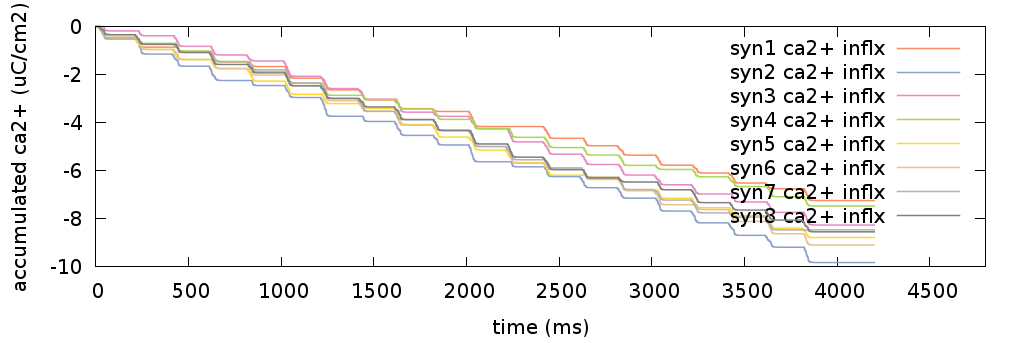 accumulated ca2+ (uC/cm2)
0
-2
-4
-6
-8
-10
syn1 ca2+ inflx
syn2 ca2+ inflx
syn3 ca2+ inflx
syn4 ca2+ inflx
syn5 ca2+ inflx
syn6 ca2+ inflx
syn7 ca2+ inflx
syn8 ca2+ inflx
0 500 1000 1500 2000 2500 3000 3500 4000 4500
time (ms)